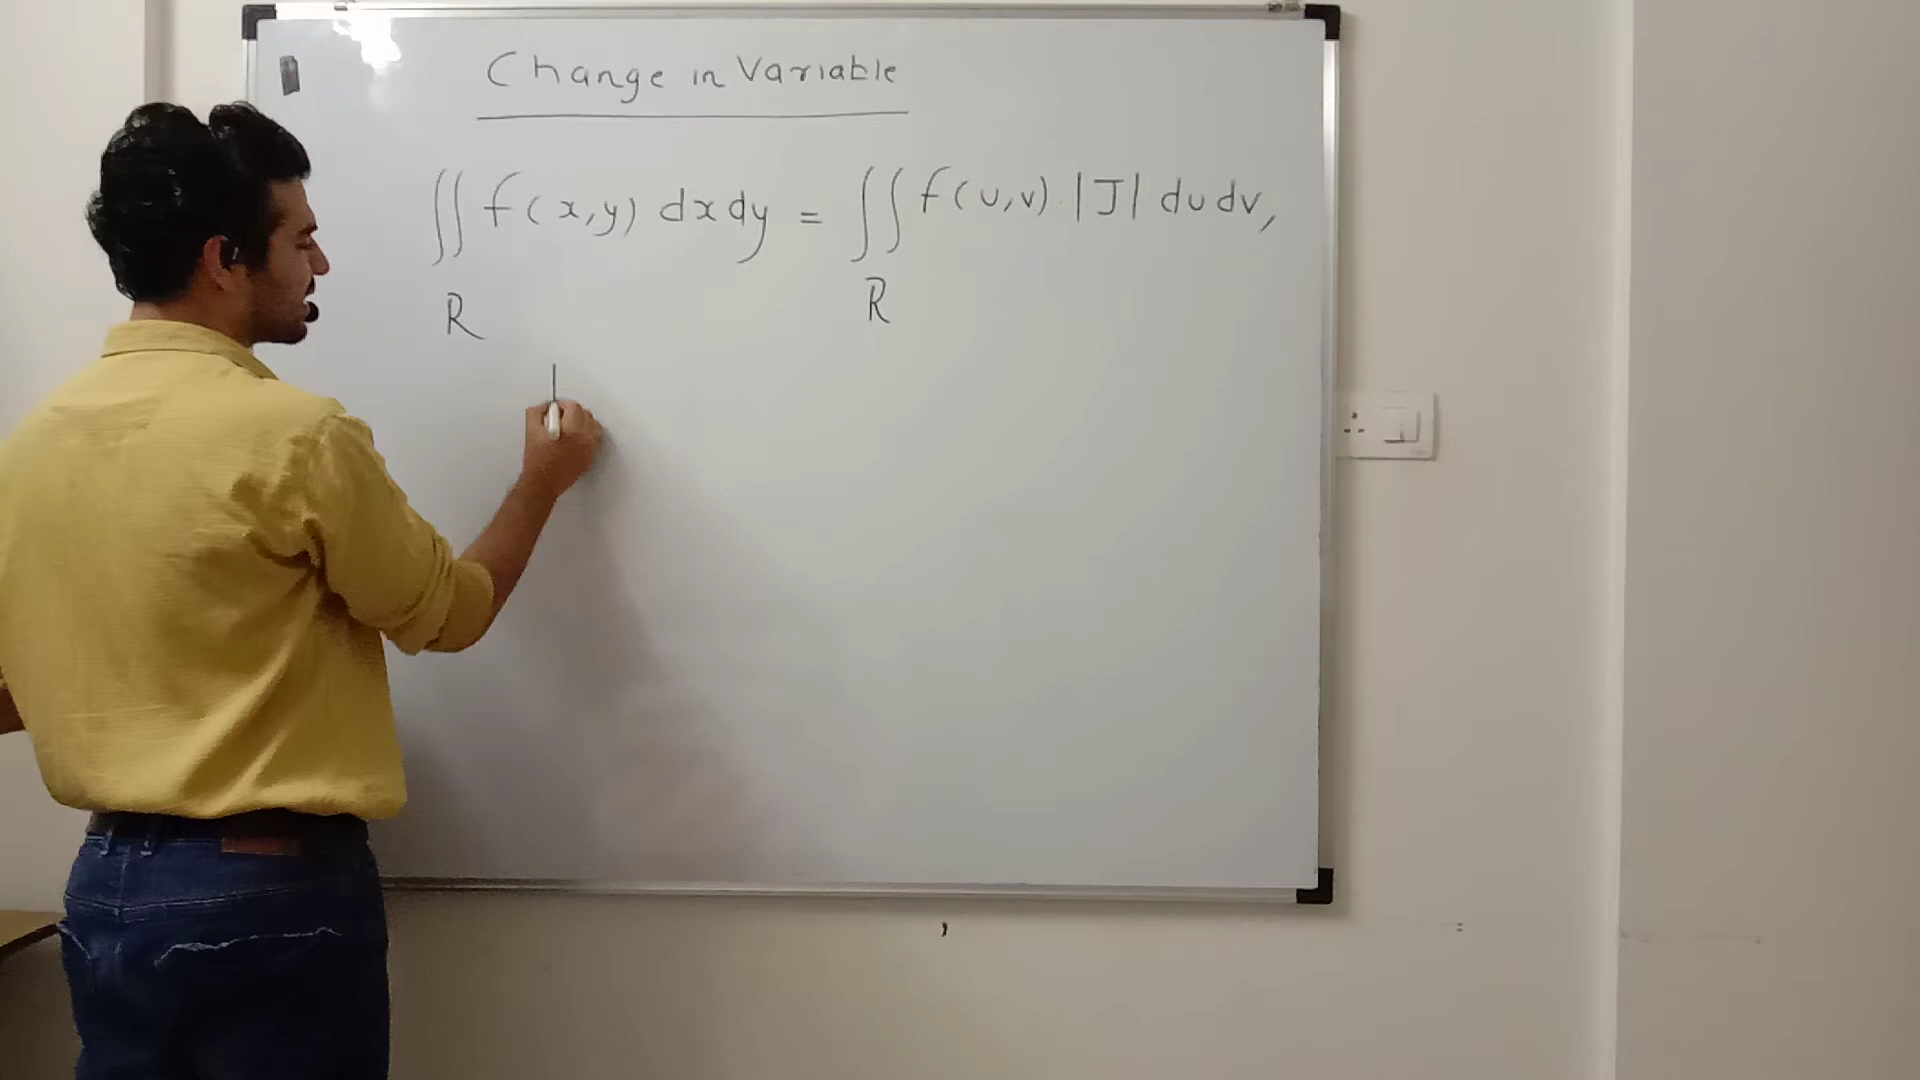 Change in Variable
∬ f(x,y) dx dy = ∬ f(u,v) |J| du dv,
R R